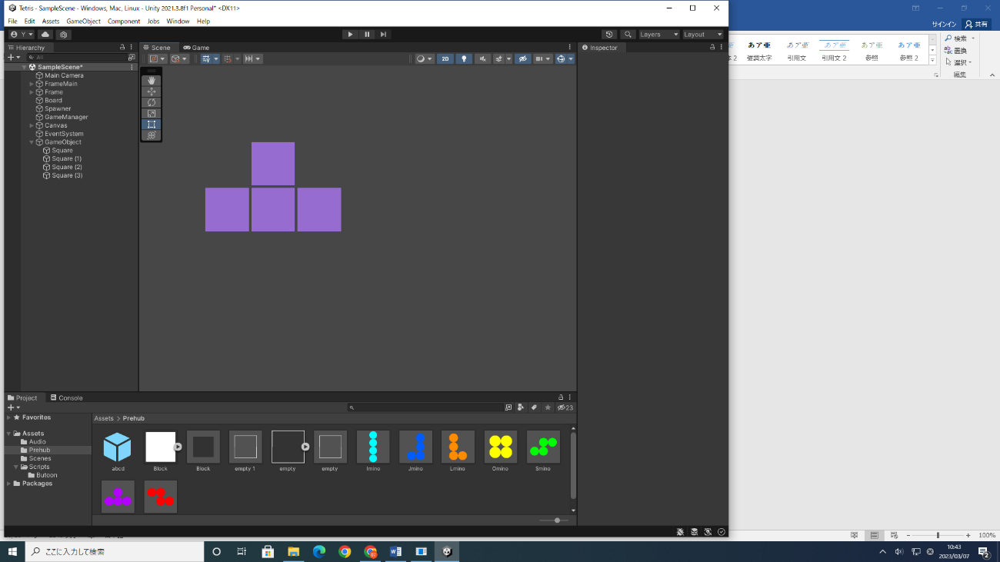 Tetris - SampleScene - Windows, Mac, Linux - Unity 2021.3.8f1 Personal* <DX11>
File Edit Assets GameObject Component Jobs Window Help
サインイン 共有
Y
Layers Layout
検索
置換
選択
編集
あア亜 あア亜 あア亜 あア亜 あア亜
強調太字 引用文 引用文 2 参照 参照 2
Hierarchy
All
SampleScene*
Main Camera
FrameMain
Frame
Board
Spawner
GameManager
Canvas
EventSystem
GameObject
Square
Square (1)
Square (2)
Square (3)
Scene Game
2D
Inspector
Project Console
23
Favorites
Assets
Audio
Prehub
Scenes
Scripts
Butoon
Packages
Assets > Prehub
abcd Block Block empty 1 empty empty Imino Jmino Lmino Omino Smino
100%
ここに入力して検索
10:43
2023/03/07
2